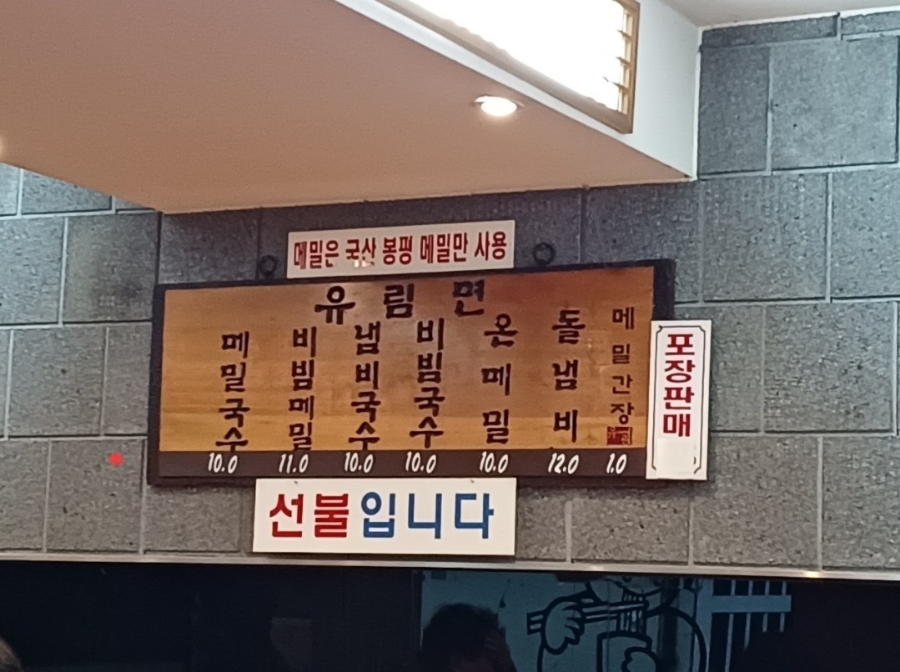 메밀은 국산 봉평 메밀만 사용
유림면
메밀국수 10.0
비빔메밀 11.0
냄비국수 10.0
비빔국수 10.0
온메밀 10.0
돌냄비 12.0
메밀간장 1.0
포장판매
선불입니다